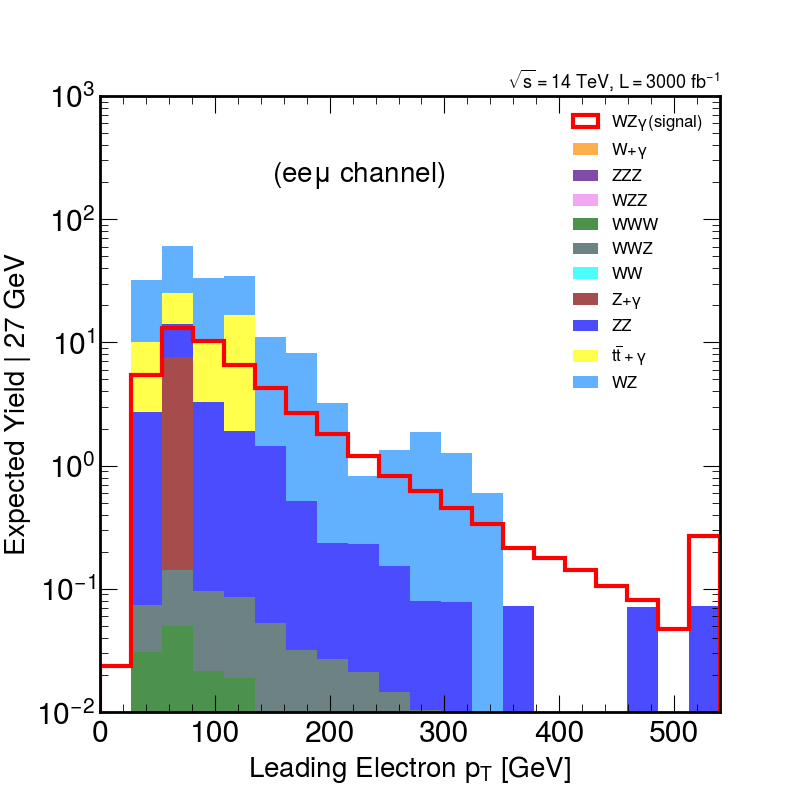 √s = 14 TeV, L = 3000 fb⁻¹
10³
10²
10¹
10⁰
10⁻¹
10⁻²
Expected Yield | 27 GeV
(eeμ channel)
WZγ(signal)
W+γ
ZZZ
WZZ
WWW
WWZ
WW
Z+γ
ZZ
tt̄+γ
WZ
0 100 200 300 400 500
Leading Electron p_T [GeV]